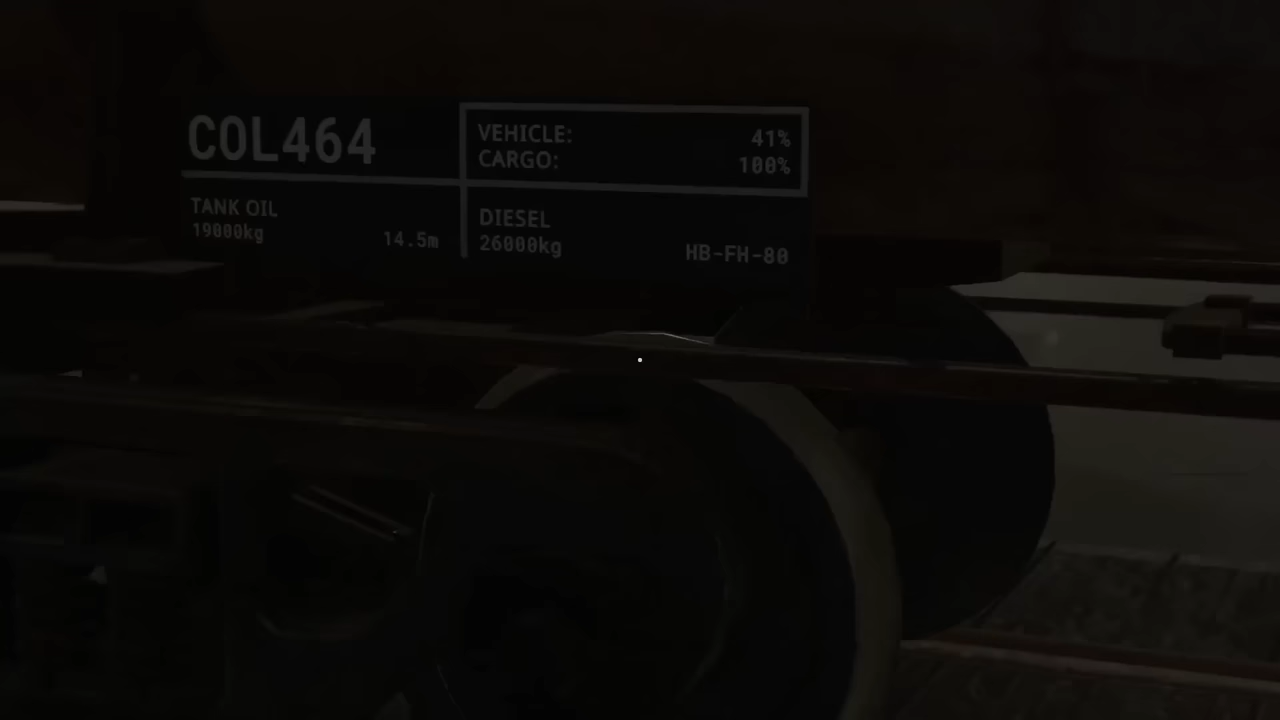 COL464
VEHICLE: 41%
CARGO: 100%
TANK OIL
19000kg 14.5m
DIESEL
26000kg HB-FH-80